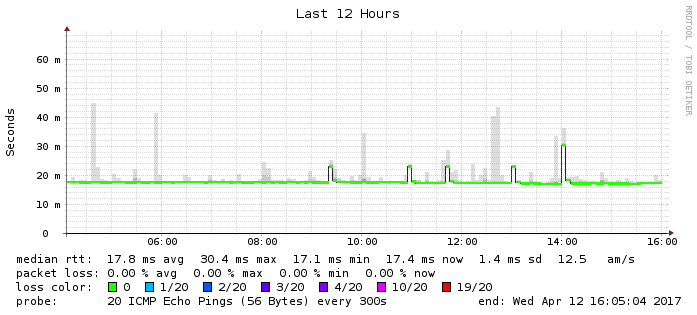 Last 12 Hours
RRDTOOL / TOBI OETIKER
Seconds
60 m
50 m
40 m
30 m
20 m
10 m
0
06:00 08:00 10:00 12:00 14:00 16:00
median rtt: 17.8 ms avg 30.4 ms max 17.1 ms min 17.4 ms now 1.4 ms sd 12.5 am/s
packet loss: 0.00 % avg 0.00 % max 0.00 % min 0.00 % now
loss color: 0 1/20 2/20 3/20 4/20 10/20 19/20
probe: 20 ICMP Echo Pings (56 Bytes) every 300s end: Wed Apr 12 16:05:04 2017